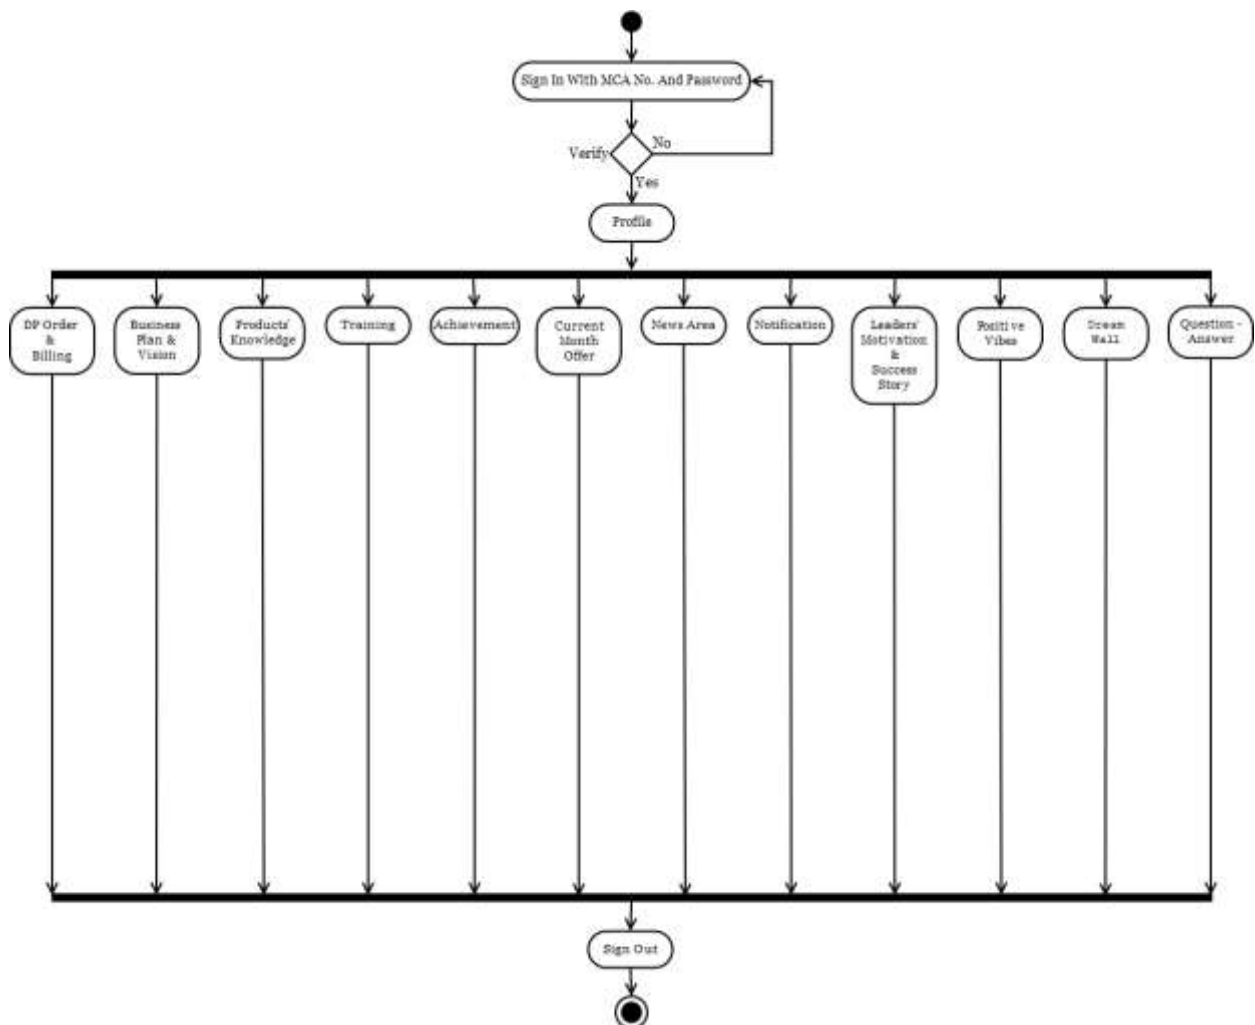 Sign In With MCA No. And Password
No
Verify
Yes
Profile
DP Order
&
Billing
Business
Plan &
Vision
Products'
Knowledge
Training
Achievement
Current
Month
Offer
News Area
Notification
Leaders'
Motivation
&
Success
Story
Positive
Vibes
Dream
Wall
Question -
Answer
Sign Out